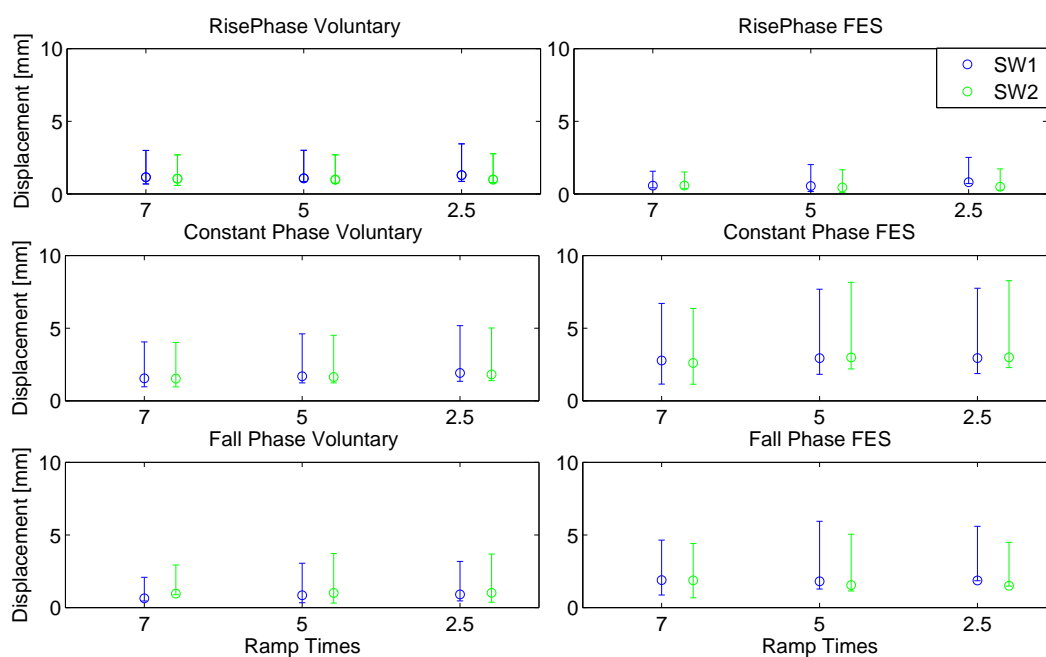 RisePhase Voluntary
Displacement [mm]
10
5
0
7
5
2.5
RisePhase FES
SW1
SW2
10
5
0
7
5
2.5
Constant Phase Voluntary
Displacement [mm]
10
5
0
7
5
2.5
Constant Phase FES
10
5
0
7
5
2.5
Fall Phase Voluntary
Displacement [mm]
10
5
0
7
5
2.5
Ramp Times
Fall Phase FES
10
5
0
7
5
2.5
Ramp Times